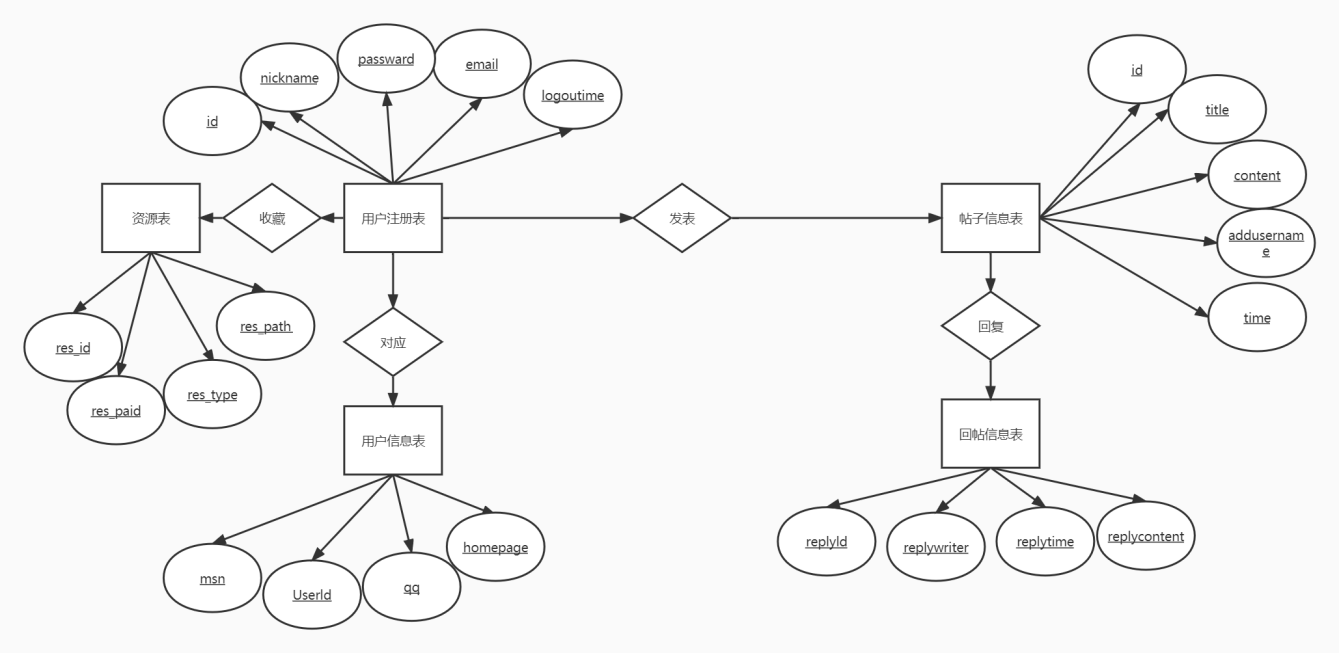 passward
email
nickname
logoutime
id
id
title
content
addusernam
e
time
资源表
收藏
用户注册表
发表
帖子信息表
res_path
res_id
res_type
res_paid
对应
回复
用户信息表
回帖信息表
msn
UserId
qq
homepage
replyId
replywriter
replytime
replycontent